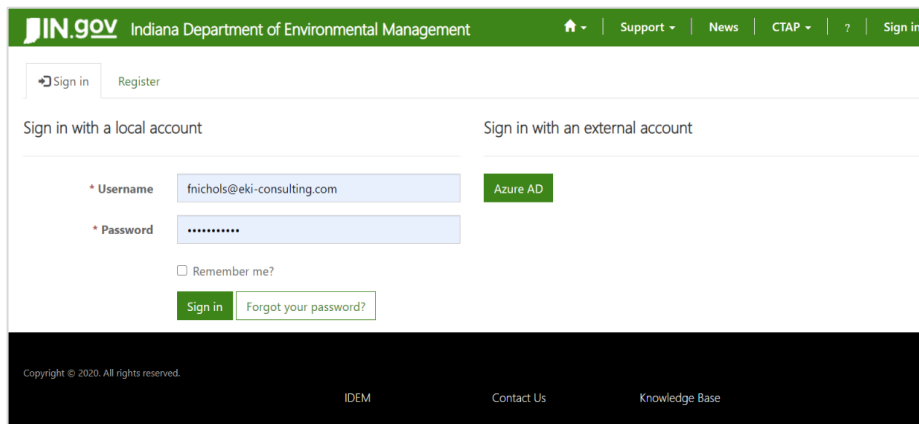 IN.gov Indiana Department of Environmental Management Support News CTAP ? Sign in
Sign in Register
Sign in with a local account Sign in with an external account
* Username fnichols@eki-consulting.com Azure AD
* Password •••••••••••
Remember me?
Sign in Forgot your password?
Copyright © 2020. All rights reserved.
IDEM Contact Us Knowledge Base